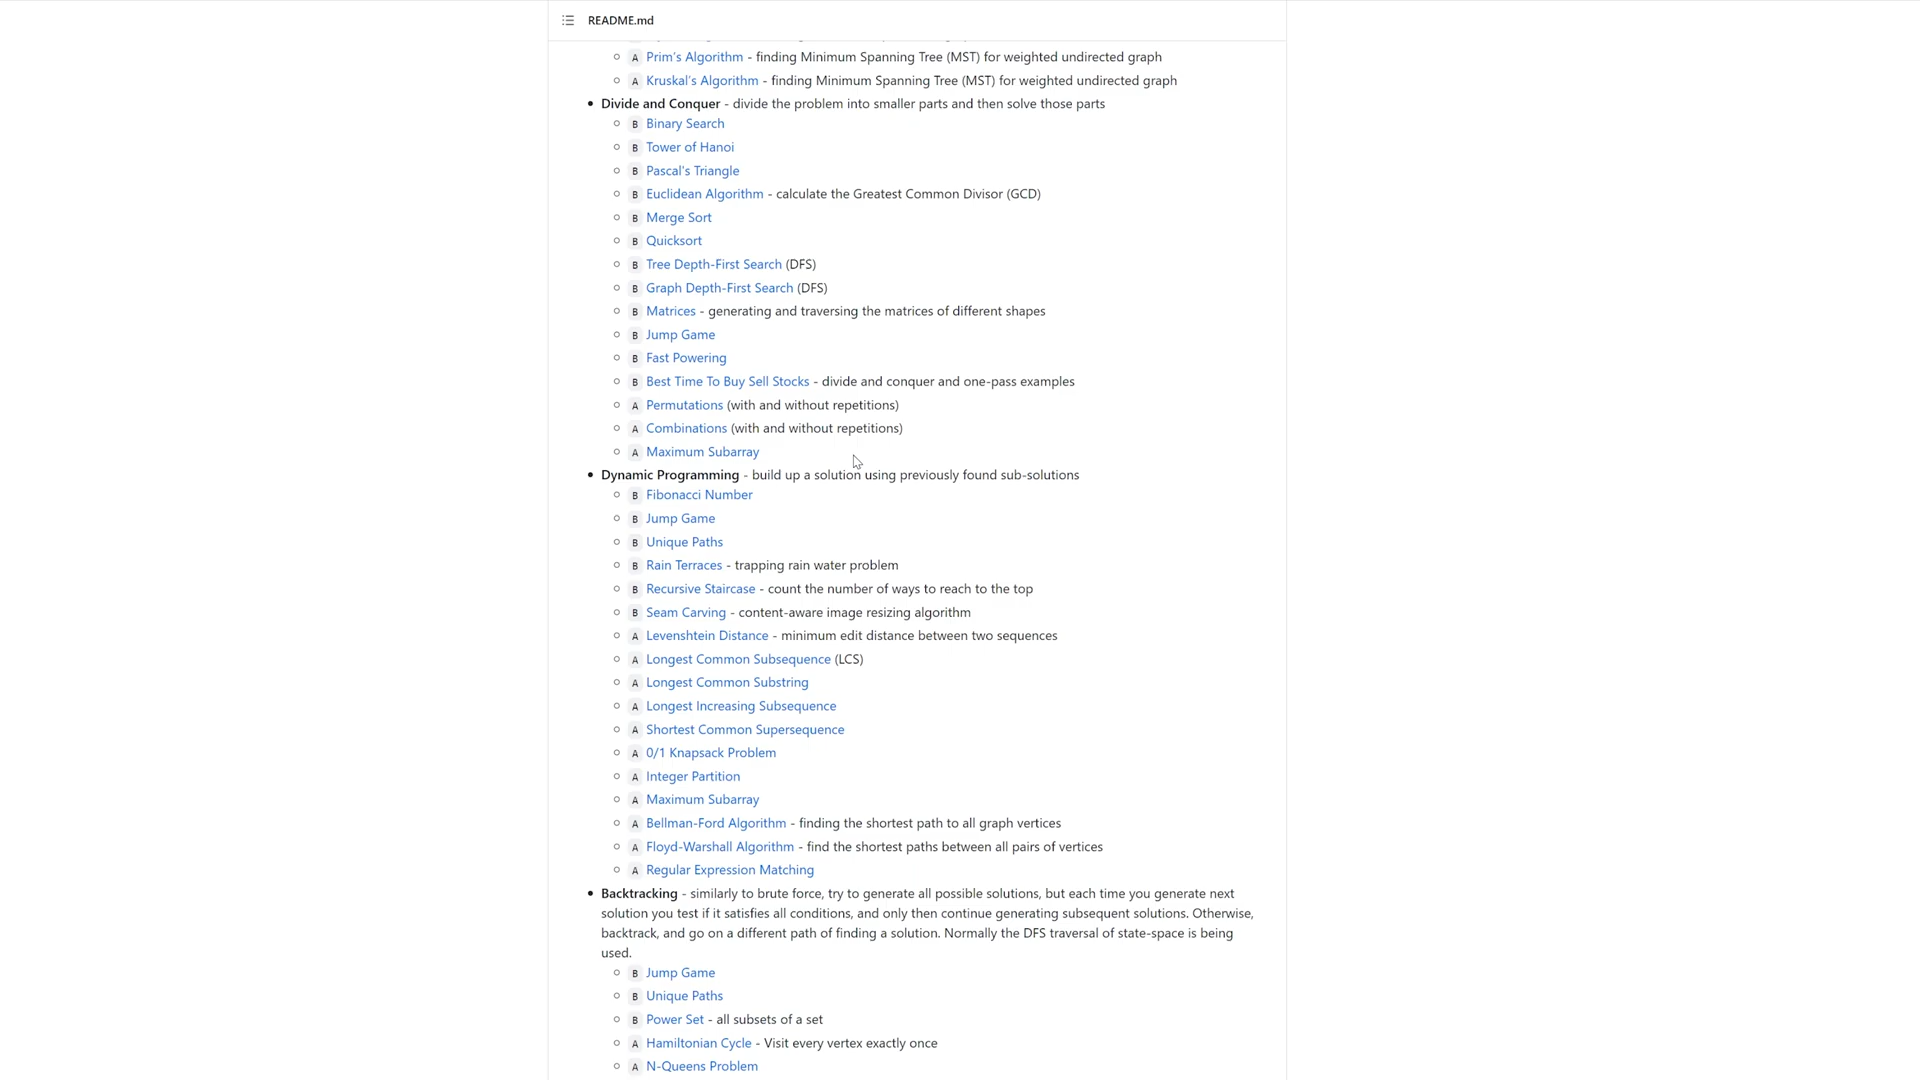 README.md
A Prim's Algorithm - finding Minimum Spanning Tree (MST) for weighted undirected graph
A Kruskal's Algorithm - finding Minimum Spanning Tree (MST) for weighted undirected graph
Divide and Conquer - divide the problem into smaller parts and then solve those parts
B Binary Search
B Tower of Hanoi
B Pascal's Triangle
B Euclidean Algorithm - calculate the Greatest Common Divisor (GCD)
B Merge Sort
B Quicksort
B Tree Depth-First Search (DFS)
B Graph Depth-First Search (DFS)
B Matrices - generating and traversing the matrices of different shapes
B Jump Game
B Fast Powering
B Best Time To Buy Sell Stocks - divide and conquer and one-pass examples
A Permutations (with and without repetitions)
A Combinations (with and without repetitions)
A Maximum Subarray
Dynamic Programming - build up a solution using previously found sub-solutions
B Fibonacci Number
B Jump Game
B Unique Paths
B Rain Terraces - trapping rain water problem
B Recursive Staircase - count the number of ways to reach to the top
B Seam Carving - content-aware image resizing algorithm
A Levenshtein Distance - minimum edit distance between two sequences
A Longest Common Subsequence (LCS)
A Longest Common Substring
A Longest Increasing Subsequence
A Shortest Common Supersequence
A 0/1 Knapsack Problem
A Integer Partition
A Maximum Subarray
A Bellman-Ford Algorithm - finding the shortest path to all graph vertices
A Floyd-Warshall Algorithm - find the shortest paths between all pairs of vertices
A Regular Expression Matching
Backtracking - similarly to brute force, try to generate all possible solutions, but each time you generate next
solution you test if it satisfies all conditions, and only then continue generating subsequent solutions. Otherwise,
backtrack, and go on a different path of finding a solution. Normally the DFS traversal of state-space is being
used.
B Jump Game
B Unique Paths
B Power Set - all subsets of a set
A Hamiltonian Cycle - Visit every vertex exactly once
A N-Queens Problem